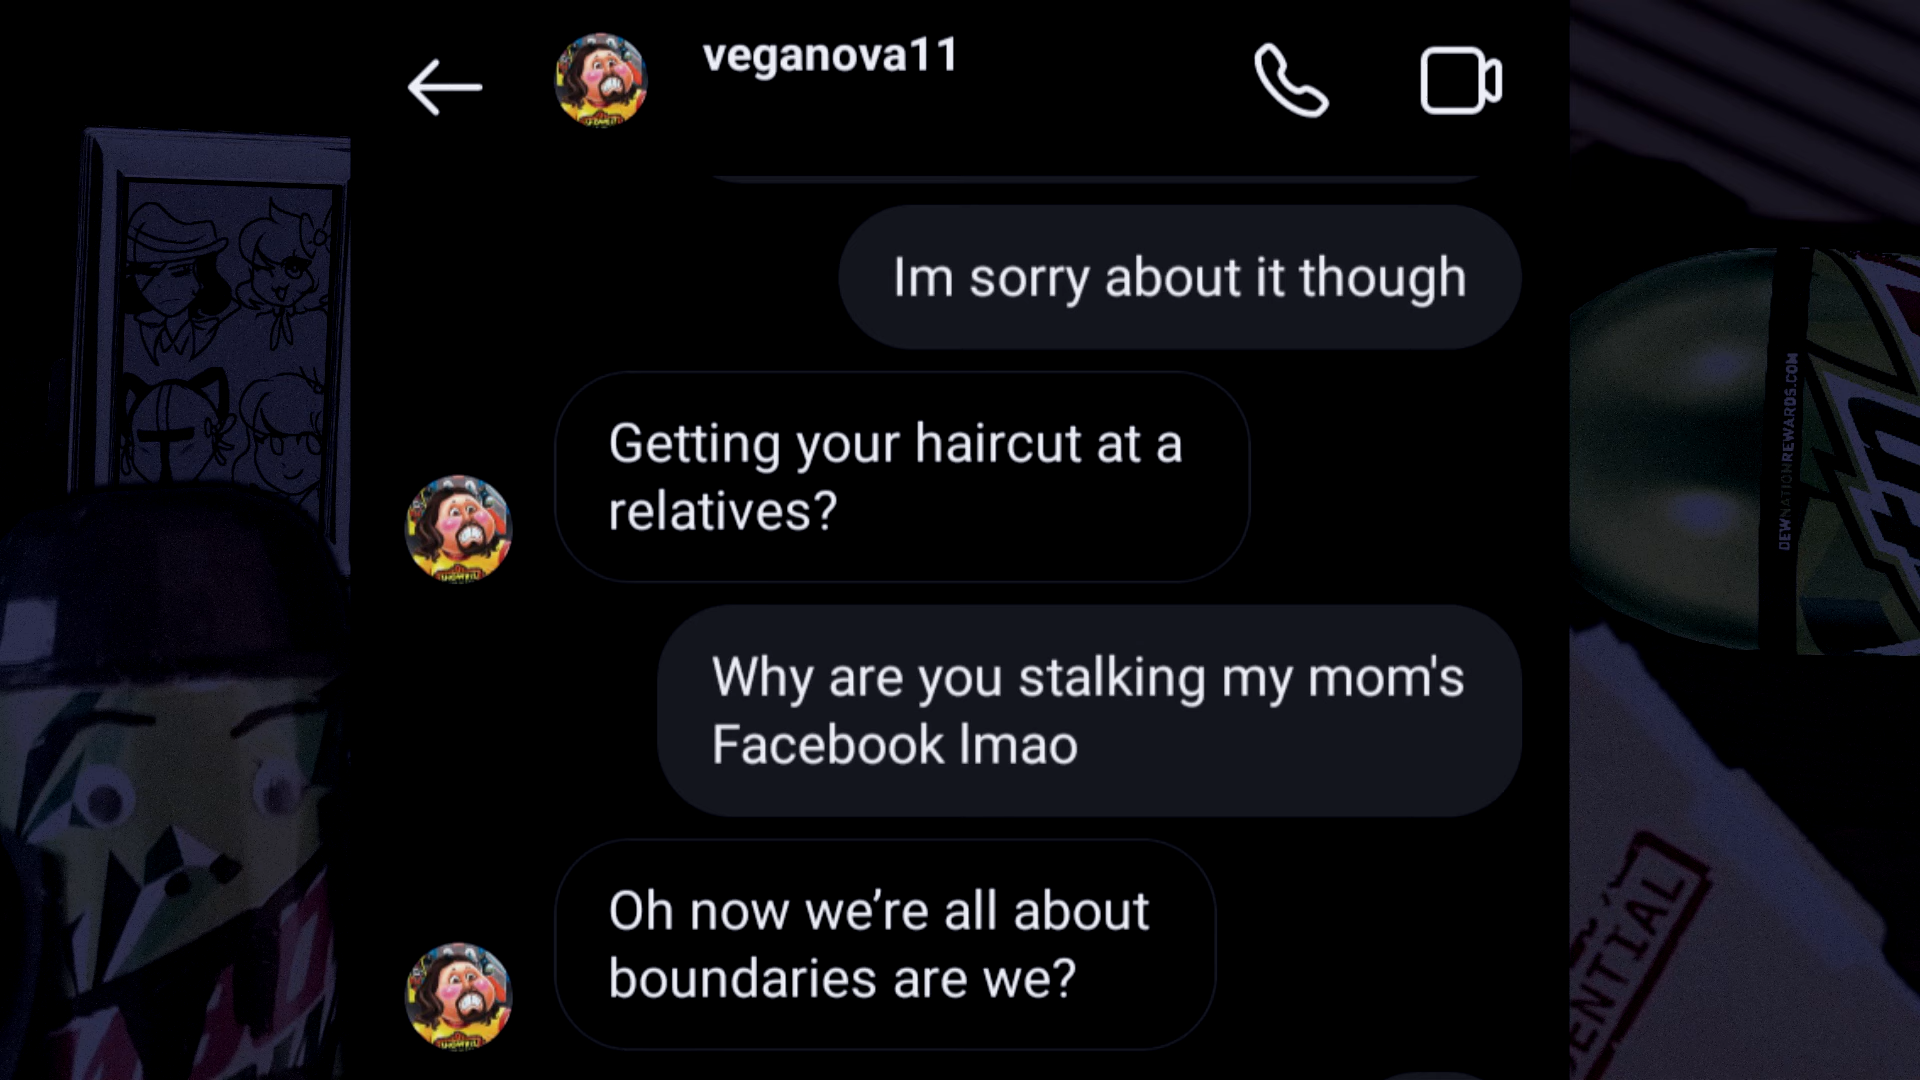 veganova11
Im sorry about it though
Getting your haircut at a
relatives?
Why are you stalking my mom's
Facebook lmao
Oh now we’re all about
boundaries are we?
DEWNATIONREWARDS.COM